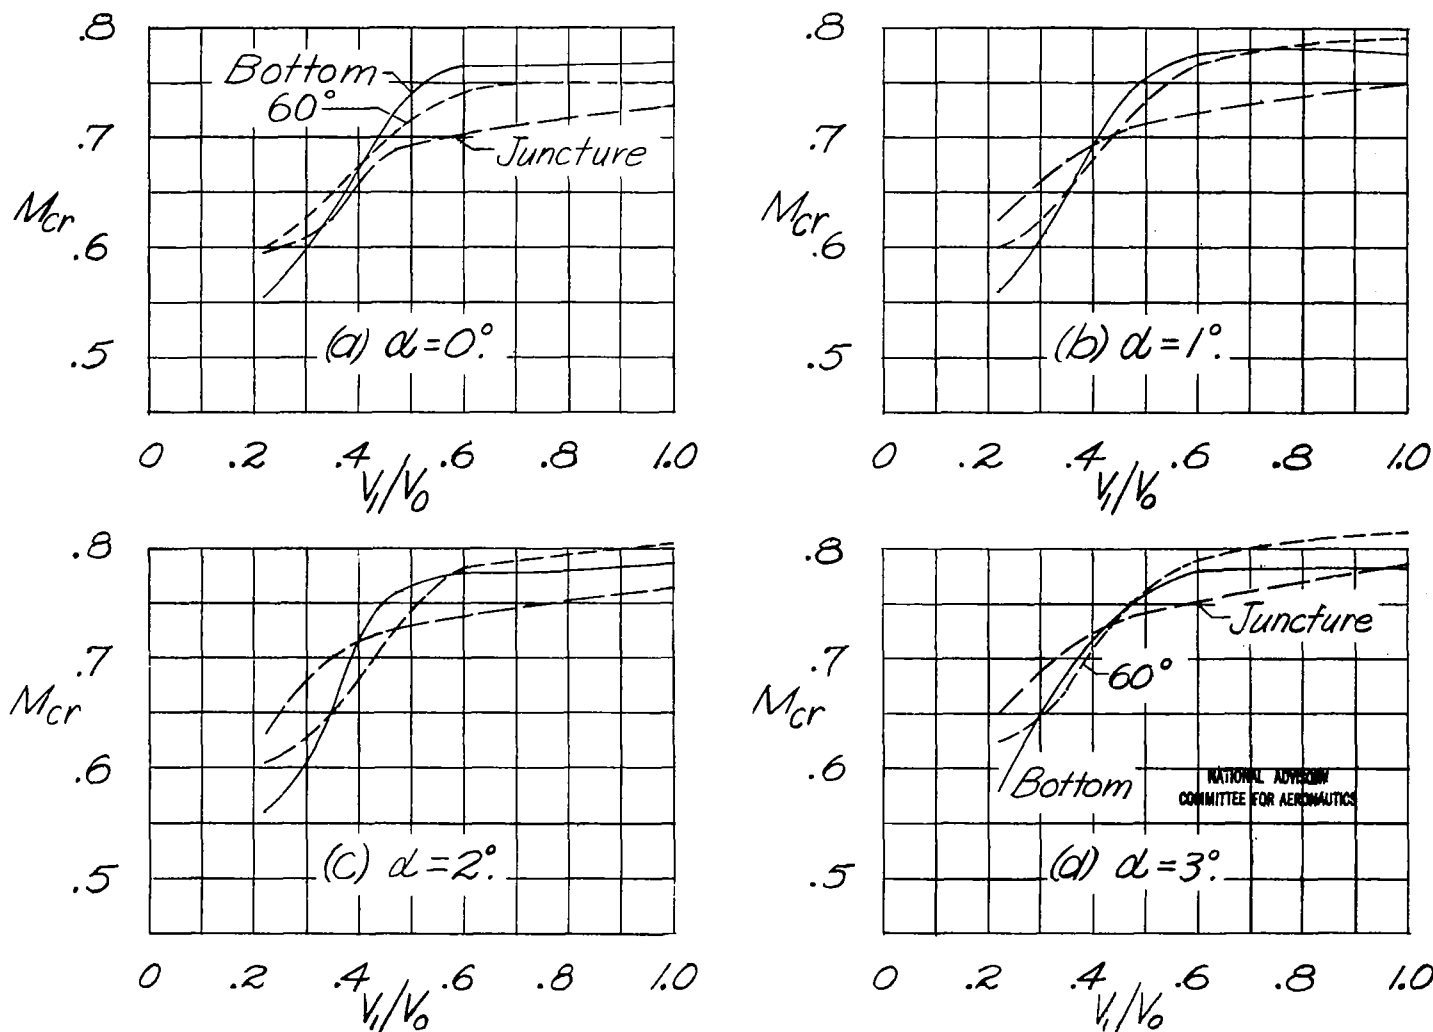 .8
Bottom
60°
.7
Juncture
Mcr
.6
(a) α=0°.
.5
0 .2 .4 .6 .8 1.0
V₁/V₀
.8
.7
Mcr
.6
(b) α=1°.
.5
0 .2 .4 .6 .8 1.0
V₁/V₀
.8
.7
Mcr
.6
(c) α=2°.
.5
0 .2 .4 .6 .8 1.0
V₁/V₀
.8
Juncture
.7
60°
Mcr
.6
Bottom
NATIONAL ADVISORY
COMMITTEE FOR AERONAUTICS
(d) α=3°.
.5
0 .2 .4 .6 .8 1.0
V₁/V₀